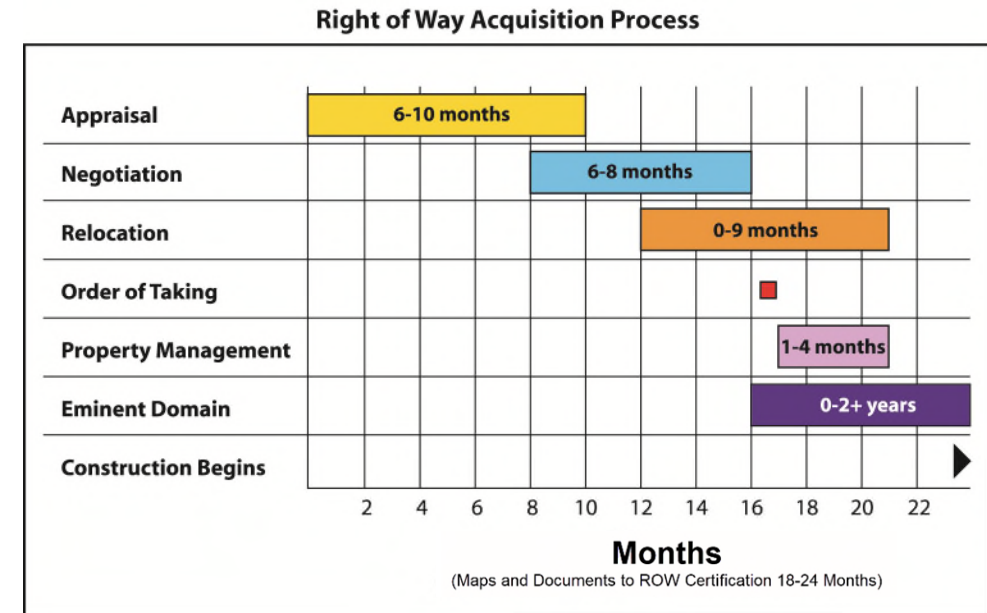 Right of Way Acquisition Process
Appraisal
6-10 months
Negotiation
6-8 months
Relocation
0-9 months
Order of Taking
Property Management
1-4 months
Eminent Domain
0-2+ years
Construction Begins
2 4 6 8 10 12 14 16 18 20 22
Months
(Maps and Documents to ROW Certification 18-24 Months)